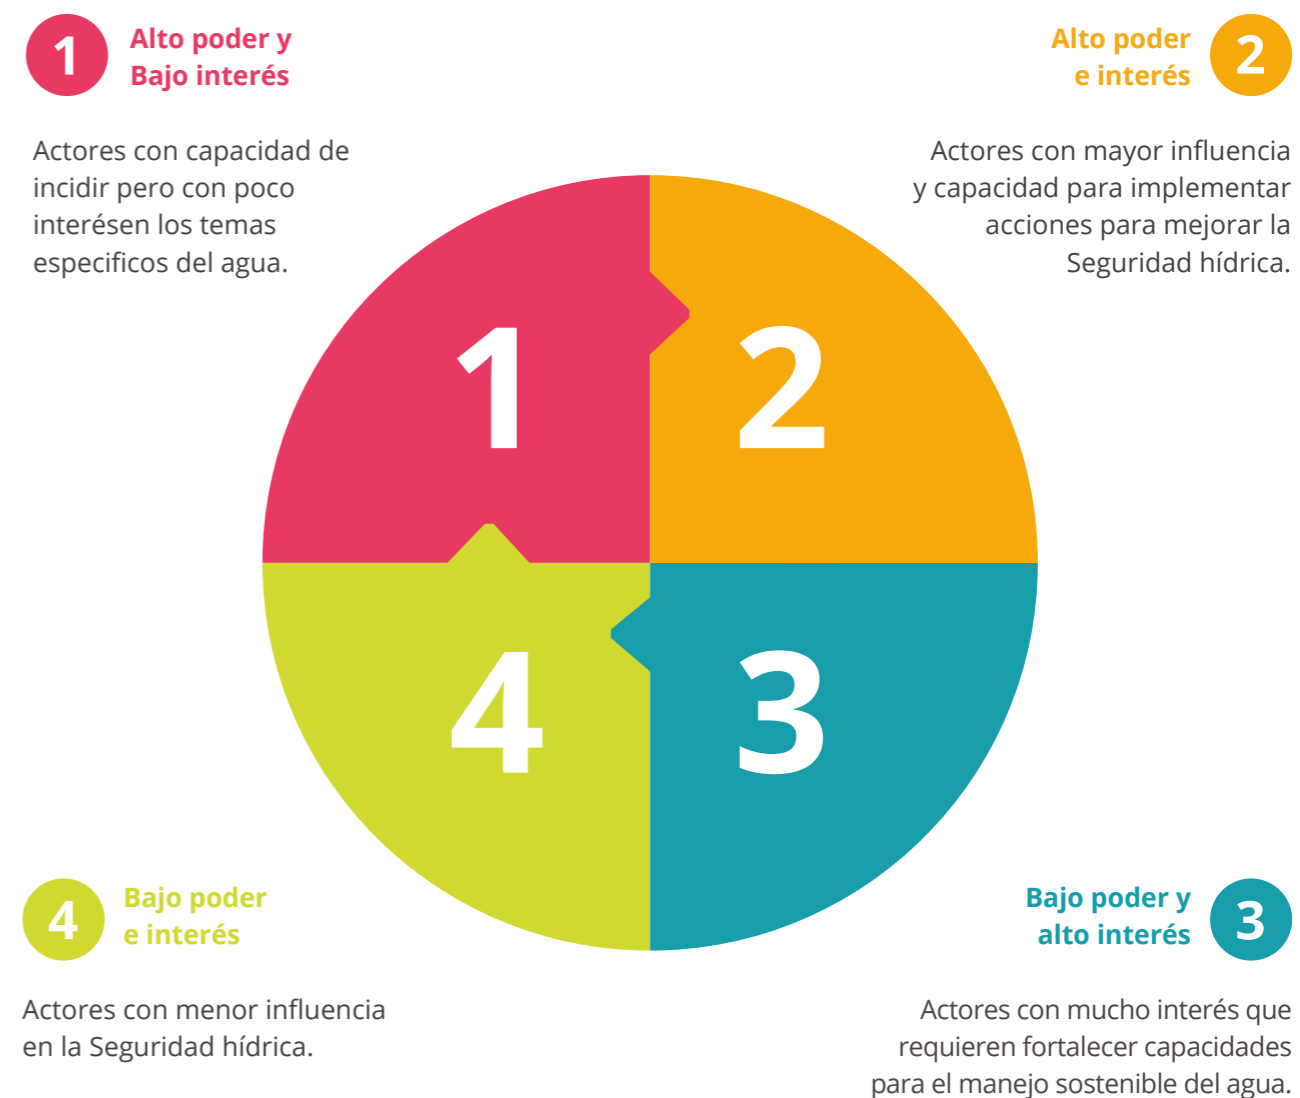 1
Alto poder y
Bajo interés
Actores con capacidad de
incidir pero con poco
interésen los temas
especificos del agua.
Alto poder
e interés
2
Actores con mayor influencia
y capacidad para implementar
acciones para mejorar la
Seguridad hídrica.
1
2
4
3
4
Bajo poder
e interés
Actores con menor influencia
en la Seguridad hídrica.
Bajo poder y
alto interés
3
Actores con mucho interés que
requieren fortalecer capacidades
para el manejo sostenible del agua.